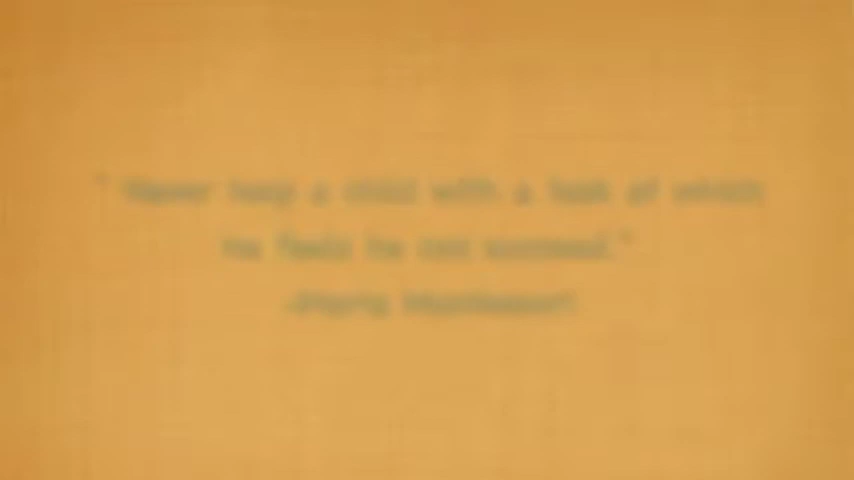 " Never help a child with a task at which
he feels he can succeed."
-Maria Montessori